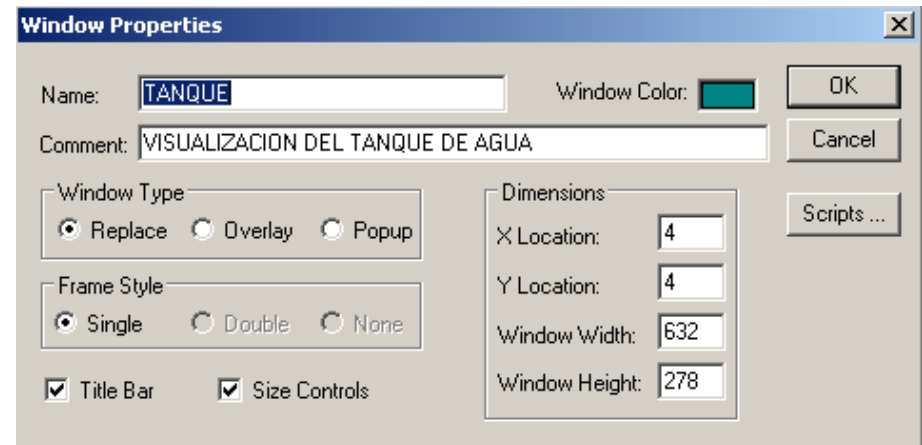 Window Properties
Name: TANQUE Window Color: OK
Comment: VISUALIZACION DEL TANQUE DE AGUA Cancel
Window Type
Replace Overlay Popup
Frame Style
Single Double None
Title Bar Size Controls
Dimensions
X Location: 4
Y Location: 4
Window Width: 632
Window Height: 278
Scripts ...